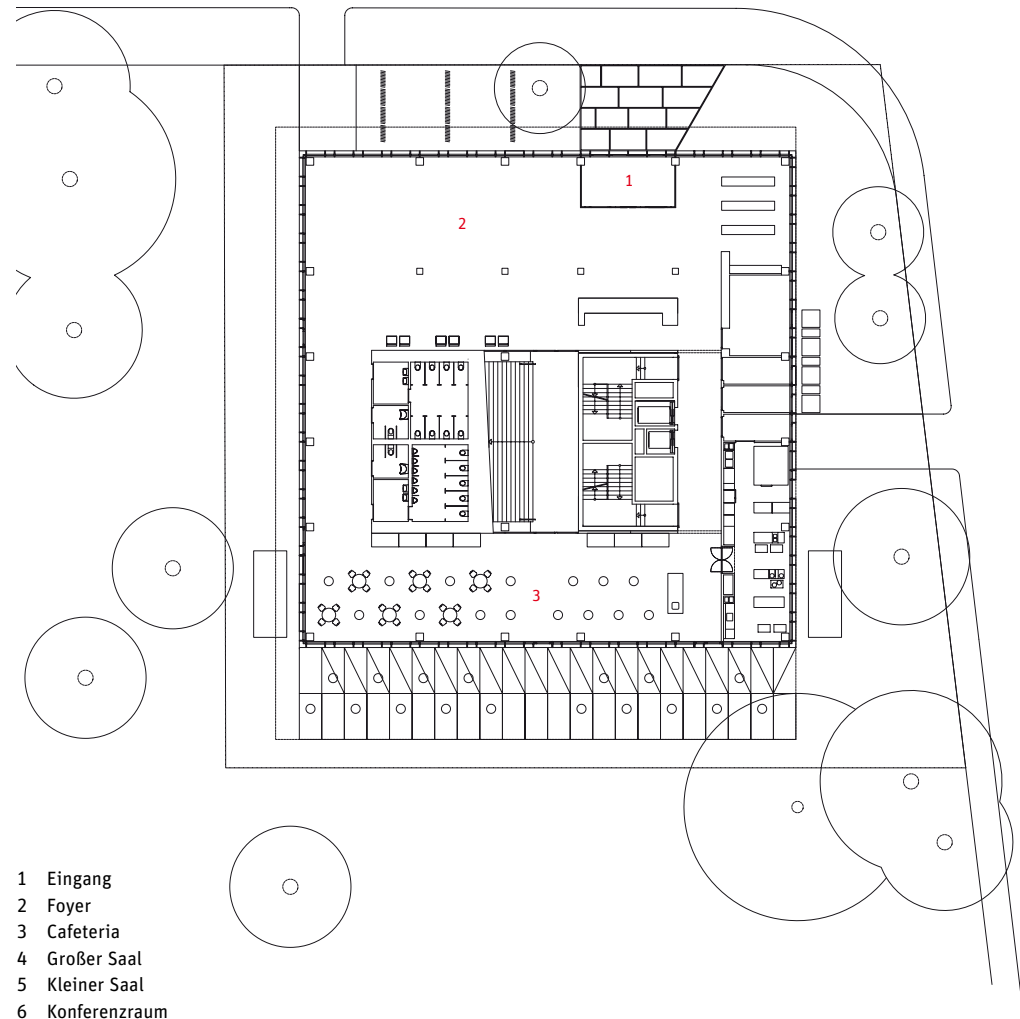 1
2
3
1 Eingang
2 Foyer
3 Cafeteria
4 Großer Saal
5 Kleiner Saal
6 Konferenzraum